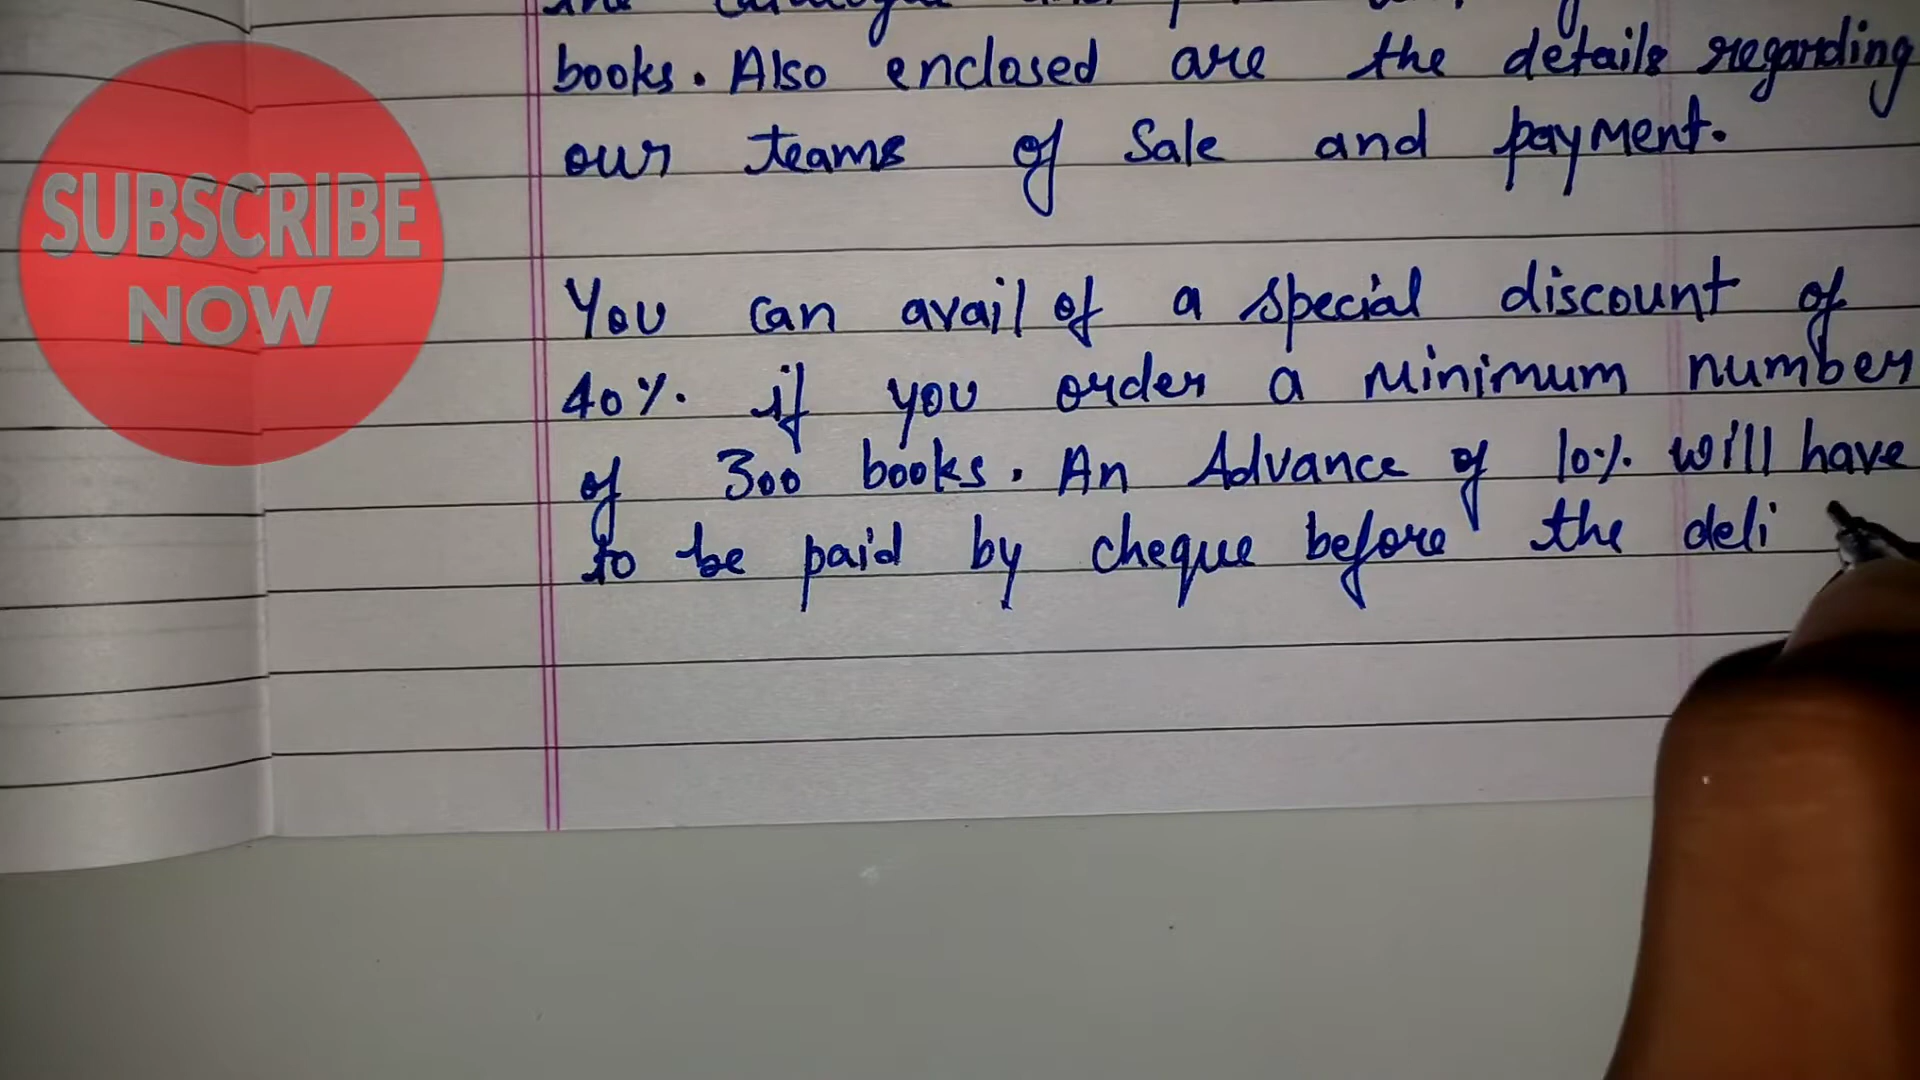 the catalogue
books. Also enclosed are the details regarding
our teams of Sale and payment.
You can avail of a special discount of
40% if you order a minimum number
of 300 books. An Advance of 10% will have
to be paid by cheque before the deli
SUBSCRIBE
NOW